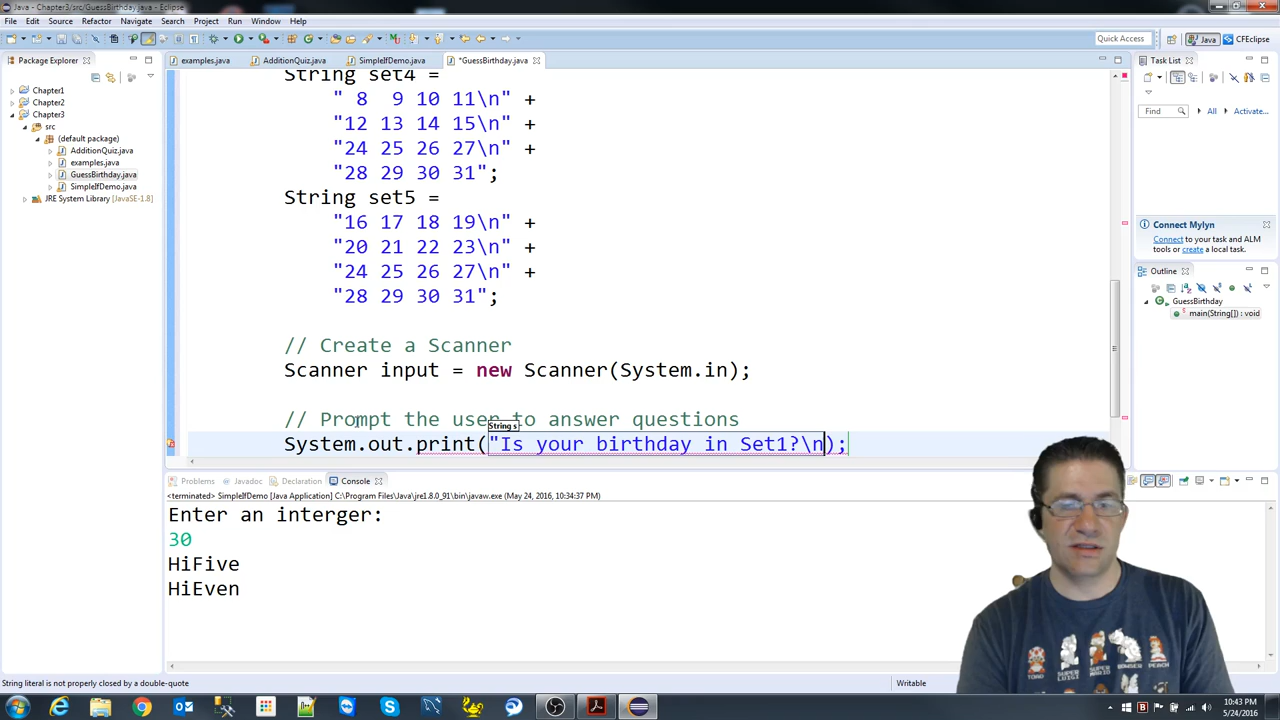 Java - Chapter3/src/GuessBirthday.java - Eclipse
File Edit Source Refactor Navigate Search Project Run Window Help
Quick Access
Java
CFEclipse
Package Explorer
examples.java
AdditionQuiz.java
SimpleIfDemo.java
*GuessBirthday.java
Task List
Chapter1
Chapter2
Chapter3
src
(default package)
AdditionQuiz.java
examples.java
GuessBirthday.java
SimpleIfDemo.java
JRE System Library [JavaSE-1.8]
String set4 =
" 8  9 10 11\n" +
"12 13 14 15\n" +
"24 25 26 27\n" +
"28 29 30 31";
String set5 =
"16 17 18 19\n" +
"20 21 22 23\n" +
"24 25 26 27\n" +
"28 29 30 31";
// Create a Scanner
Scanner input = new Scanner(System.in);
// Prompt the user to answer questions
String s
System.out.print("Is your birthday in Set1?\n);
Find
All
Activate...
Connect Mylyn
Connect to your task and ALM
tools or create a local task.
Outline
GuessBirthday
main(String[]) : void
Problems
Javadoc
Declaration
Console
<terminated> SimpleIfDemo [Java Application] C:\Program Files\Java\jre1.8.0_91\bin\javaw.exe (May 24, 2016, 10:34:37 PM)
Enter an interger:
30
HiFive
HiEven
TOAD
SUPER LUIGI
SUPER MARIO
BOWSER
PEACH
String literal is not properly closed by a double-quote
Writable
10:43 PM
5/24/2016